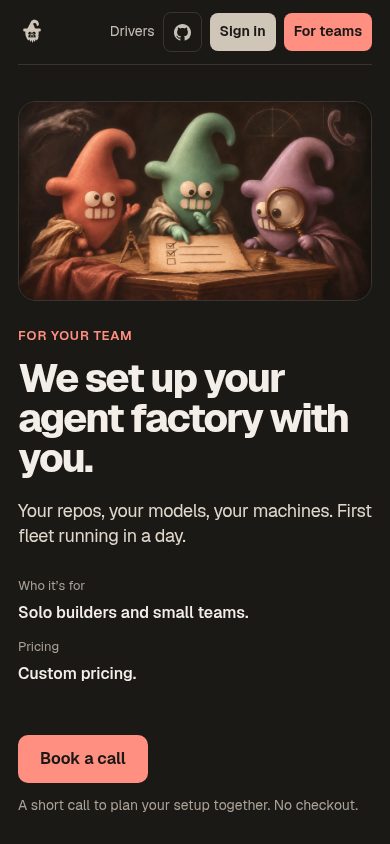 Drivers
Sign in
For teams
FOR YOUR TEAM
We set up your
agent factory with
you.
Your repos, your models, your machines. First
fleet running in a day.
Who it's for
Solo builders and small teams.
Pricing
Custom pricing.
Book a call
A short call to plan your setup together. No checkout.